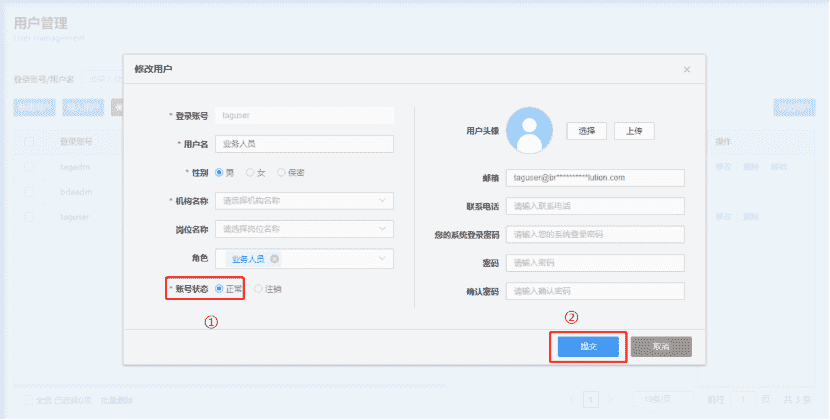 用户管理
User management
登录账号/用户名
修改用户
×
* 登录账号 taguser
* 用户名 业务人员
* 性别 男 女 保密
* 机构名称 请选择机构名称
岗位名称 请选择岗位名称
角色 业务人员
* 账号状态 正常 注销
①
用户头像 选择 上传
邮箱 taguser@br**********lution.com
联系电话 请输入联系电话
您的系统登录密码 请输入您的系统登录密码
密码 请输入密码
确认密码 请输入确认密码
②
提交 取消
登录账号
操作
tagadm
修改 删除
bdaadm
taguser
修改 删除
全选 已选择0项 批量删除
1
10条/页
前往 1 页 共 3 条